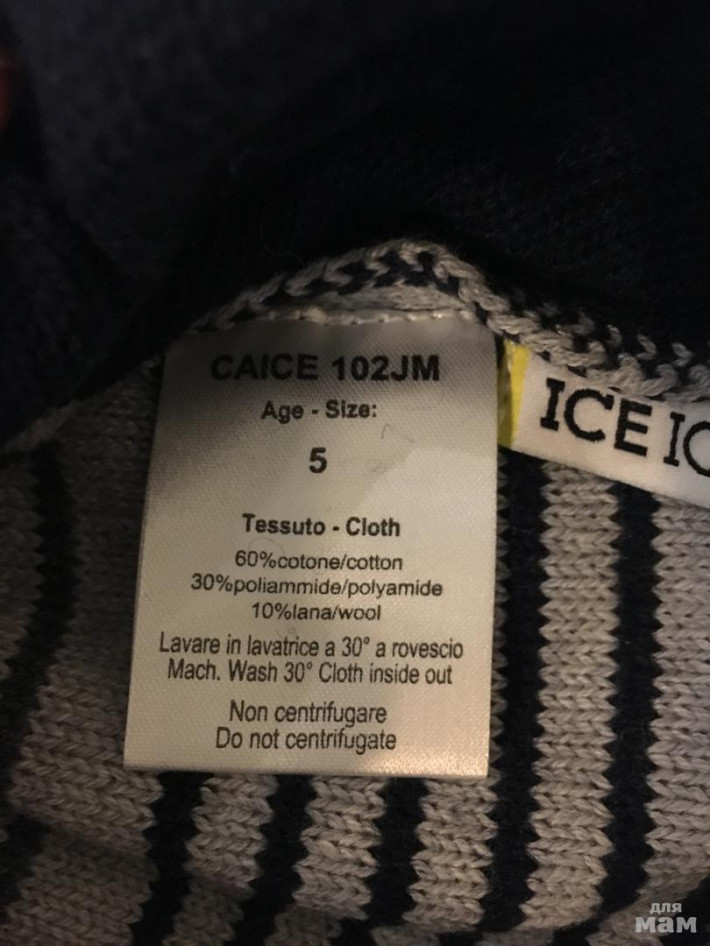 CAICE 102JM
Age - Size:
5
Tessuto - Cloth
60%cotone/cotton
30%poliammide/polyamide
10%lana/wool
Lavare in lavatrice a 30° a rovescio
Mach. Wash 30° Cloth inside out
Non centrifugare
Do not centrifugate
ICE IC
для
мам